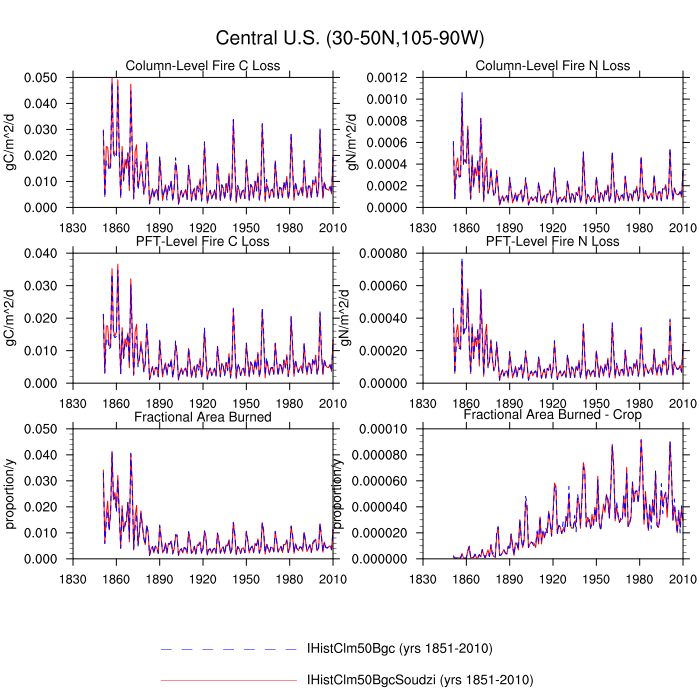 Central U.S. (30-50N,105-90W)
Column-Level Fire C Loss
gC/m^2/d
0.050
0.040
0.030
0.020
0.010
0.000
1830 1860 1890 1920 1950 1980 2010
Column-Level Fire N Loss
gN/m^2/d
0.0012
0.0010
0.0008
0.0006
0.0004
0.0002
0.0000
1830 1860 1890 1920 1950 1980 2010
PFT-Level Fire C Loss
gC/m^2/d
0.040
0.030
0.020
0.010
0.000
1830 1860 1890 1920 1950 1980 2010
PFT-Level Fire N Loss
gN/m^2/d
0.00080
0.00060
0.00040
0.00020
0.00000
1830 1860 1890 1920 1950 1980 2010
Fractional Area Burned
proportion/y
0.050
0.040
0.030
0.020
0.010
0.000
1830 1860 1890 1920 1950 1980 2010
Fractional Area Burned - Crop
proportion/y
0.00010
0.000080
0.000060
0.000040
0.000020
0.000000
1830 1860 1890 1920 1950 1980 2010
IHistClm50Bgc (yrs 1851-2010)
IHistClm50BgcSoudzi (yrs 1851-2010)